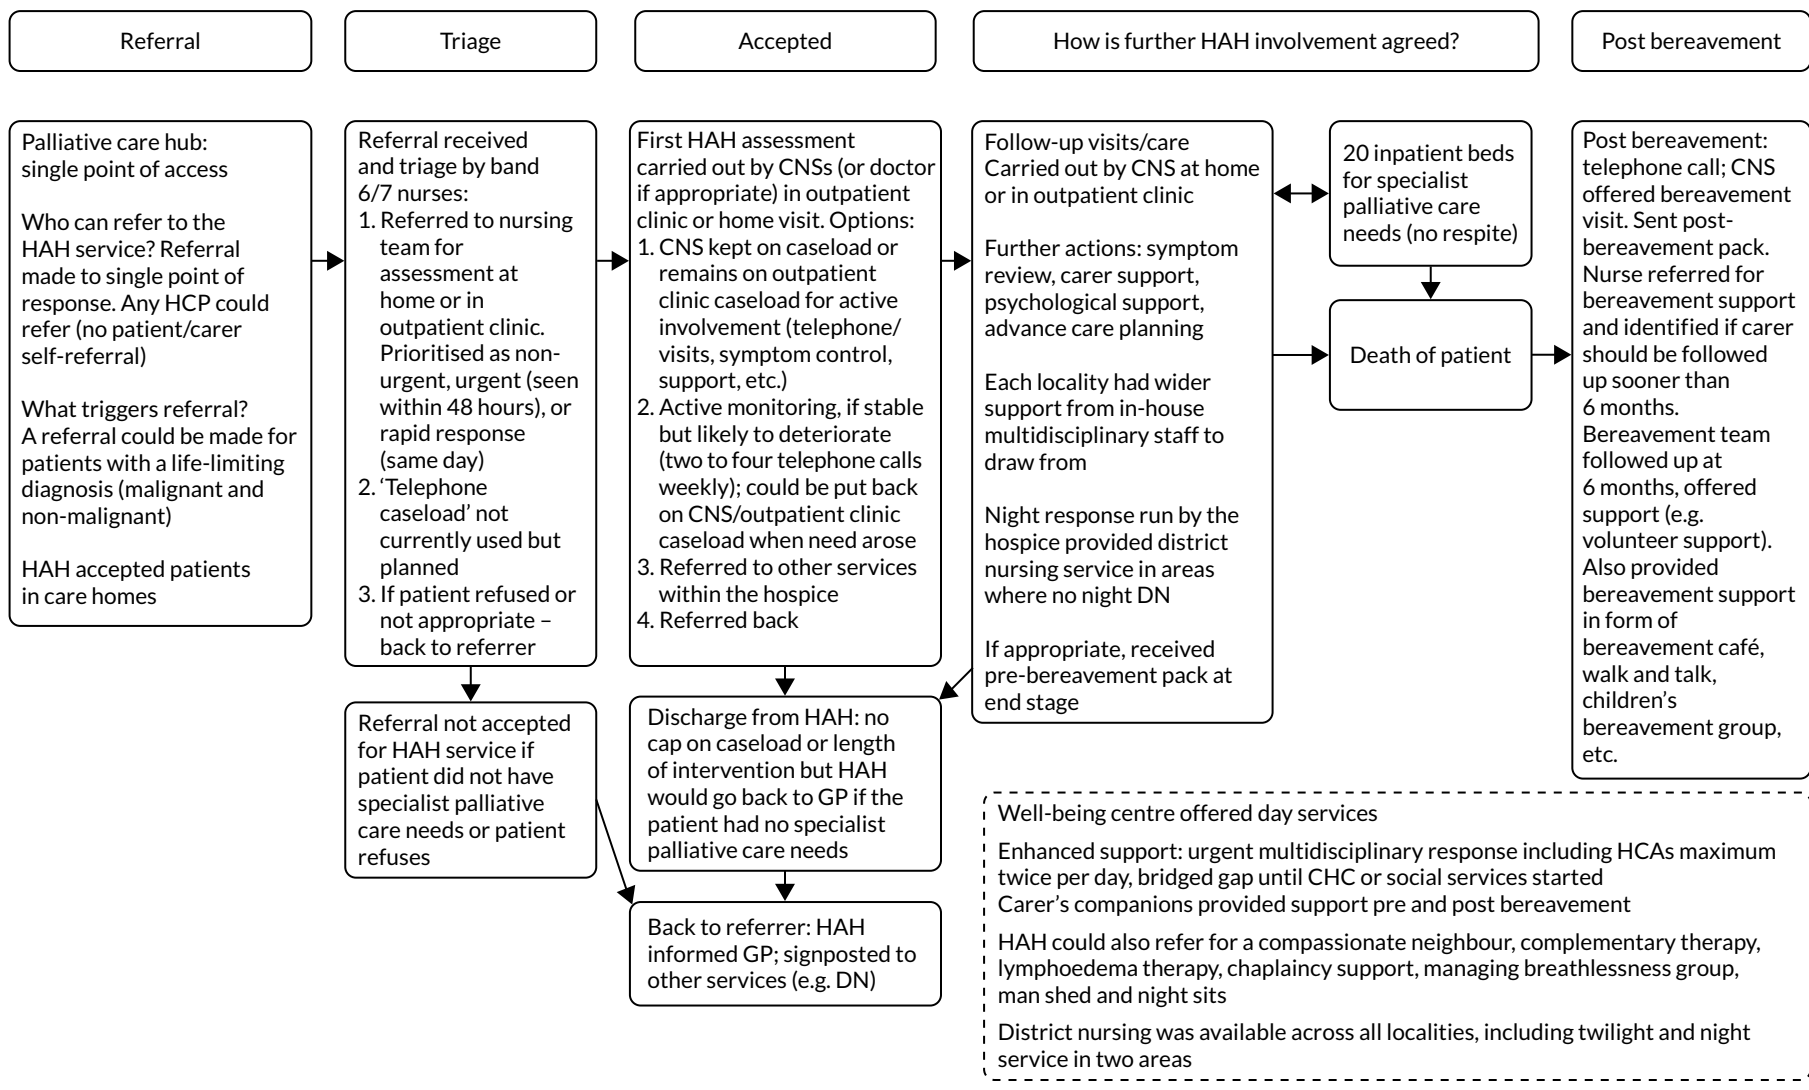 Referral
Triage
Accepted
How is further HAH involvement agreed?
Post bereavement
Palliative care hub:
single point of access
Who can refer to the
HAH service? Referral
made to single point of
response. Any HCP could
refer (no patient/carer
self-referral)
What triggers referral?
A referral could be made for
patients with a life-limiting
diagnosis (malignant and
non-malignant)
HAH accepted patients
in care homes
Referral received
and triage by band
6/7 nurses:
1. Referred to nursing
team for
assessment at
home or in
outpatient clinic.
Prioritised as non-
urgent, urgent (seen
within 48 hours), or
rapid response
(same day)
2. ‘Telephone
caseload’ not
currently used but
planned
3. If patient refused or
not appropriate –
back to referrer
Referral not accepted
for HAH service if
patient did not have
specialist palliative
care needs or patient
refuses
First HAH assessment
carried out by CNSs (or doctor
if appropriate) in outpatient
clinic or home visit. Options:
1. CNS kept on caseload or
remains on outpatient
clinic caseload for active
involvement (telephone/
visits, symptom control,
support, etc.)
2. Active monitoring, if stable
but likely to deteriorate
(two to four telephone calls
weekly); could be put back
on CNS/outpatient clinic
caseload when need arose
3. Referred to other services
within the hospice
4. Referred back
Discharge from HAH: no
cap on caseload or length
of intervention but HAH
would go back to GP if the
patient had no specialist
palliative care needs
Back to referrer: HAH
informed GP; signposted to
other services (e.g. DN)
Follow-up visits/care
Carried out by CNS at home
or in outpatient clinic
Further actions: symptom
review, carer support,
psychological support,
advance care planning
Each locality had wider
support from in-house
multidisciplinary staff to
draw from
Night response run by the
hospice provided district
nursing service in areas
where no night DN
If appropriate, received
pre-bereavement pack at
end stage
20 inpatient beds
for specialist
palliative care
needs (no respite)
Death of patient
Post bereavement:
telephone call; CNS
offered bereavement
visit. Sent post-
bereavement pack.
Nurse referred for
bereavement support
and identified if carer
should be followed
up sooner than
6 months.
Bereavement team
followed up at
6 months, offered
support (e.g.
volunteer support).
Also provided
bereavement support
in form of
bereavement café,
walk and talk,
children’s
bereavement group,
etc.
Well-being centre offered day services
Enhanced support: urgent multidisciplinary response including HCAs maximum
twice per day, bridged gap until CHC or social services started
Carer’s companions provided support pre and post bereavement
HAH could also refer for a compassionate neighbour, complementary therapy,
lymphoedema therapy, chaplaincy support, managing breathlessness group,
man shed and night sits
District nursing was available across all localities, including twilight and night
service in two areas